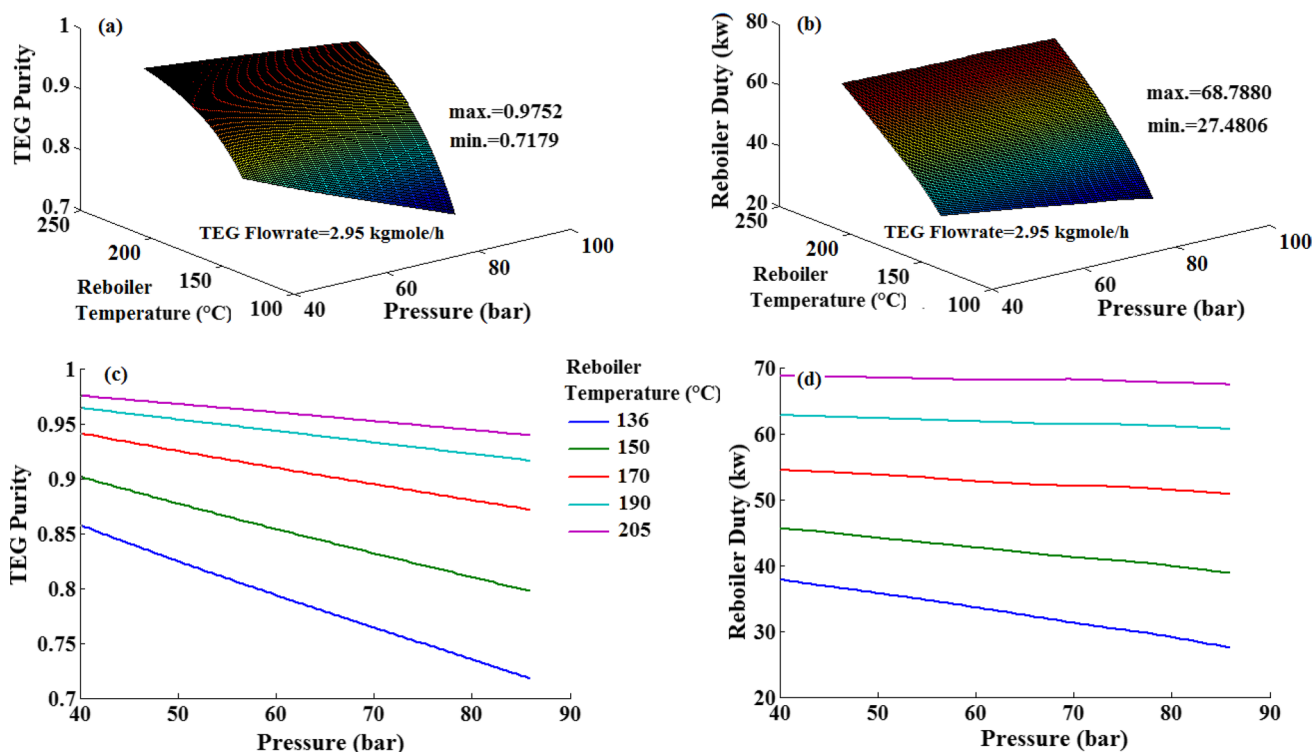 (a)
1
0.9
0.8
0.7
TEG Purity
max.=0.9752
min.=0.7179
TEG Flowrate=2.95 kgmole/h
250
200
150
100
Reboiler
Temperature (°C)
40
60
80
100
Pressure (bar)
(b)
80
60
40
20
Reboiler Duty (kw)
max.=68.7880
min.=27.4806
TEG Flowrate=2.95 kgmole/h
250
200
150
100
Reboiler
Temperature (°C)
40
60
80
100
Pressure (bar)
(c)
1
0.95
0.9
0.85
0.8
0.75
0.7
TEG Purity
40 50 60 70 80 90
Pressure (bar)
Reboiler
Temperature (°C)
136
150
170
190
205
(d)
70
60
50
40
30
20
Reboiler Duty (kw)
40 50 60 70 80 90
Pressure (bar)